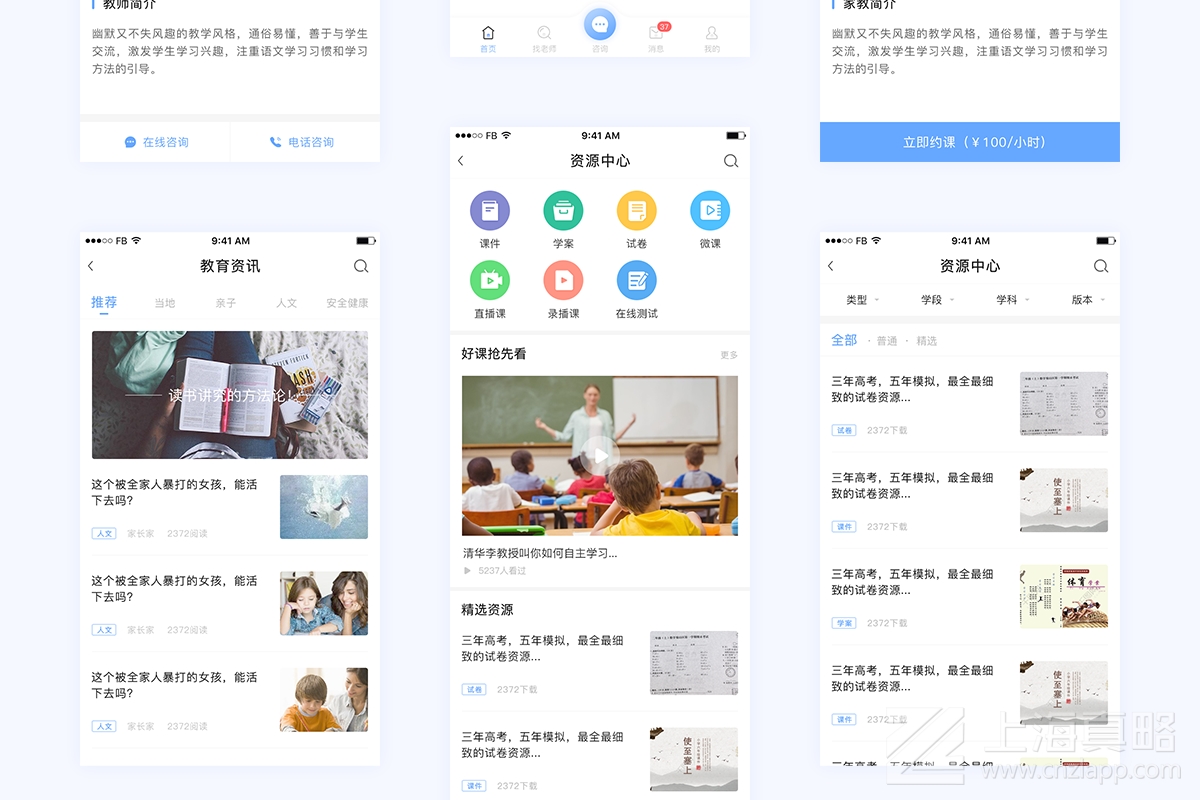 教师简介
幽默又不失风趣的教学风格，通俗易懂，善于与学生
交流，激发学生学习兴趣，注重语文学习习惯和学习
方法的引导。
在线咨询
电话咨询
●●●○○ FB
9:41 AM
教育资讯
推荐
当地
亲子
人文
安全健康
读书讲究的方法论!
这个被全家人暴打的女孩，能活
下去吗?
人文
家长家
2372阅读
这个被全家人暴打的女孩，能活
下去吗?
人文
家长家
2372阅读
这个被全家人暴打的女孩，能活
下去吗?
人文
家长家
2372阅读
首页
找老师
咨询
37
消息
我的
●●●○○ FB
9:41 AM
资源中心
课件
学案
试卷
微课
直播课
录播课
在线测试
好课抢先看
更多
清华李教授叫你如何自主学习...
5237人看过
精选资源
三年高考，五年模拟，最全最细
致的试卷资源...
试卷
2372下载
三年高考，五年模拟，最全最细
致的试卷资源...
课件
2372下载
使至塞上
家教简介
幽默又不失风趣的教学风格，通俗易懂，善于与学生
交流，激发学生学习兴趣，注重语文学习习惯和学习
方法的引导。
立即约课（￥100/小时）
●●●○○ FB
9:41 AM
资源中心
类型
学段
学科
版本
全部
· 普通
· 精选
三年高考，五年模拟，最全最细
致的试卷资源...
试卷
2372下载
三年高考，五年模拟，最全最细
致的试卷资源...
课件
2372下载
使至塞上
三年高考，五年模拟，最全最细
致的试卷资源...
学案
2372下载
体育
三年高考，五年模拟，最全最细
致的试卷资源...
课件
2372下载
使至塞上
三年高考，五年模拟，最全最细
上海真略
www.cnzlapp.com